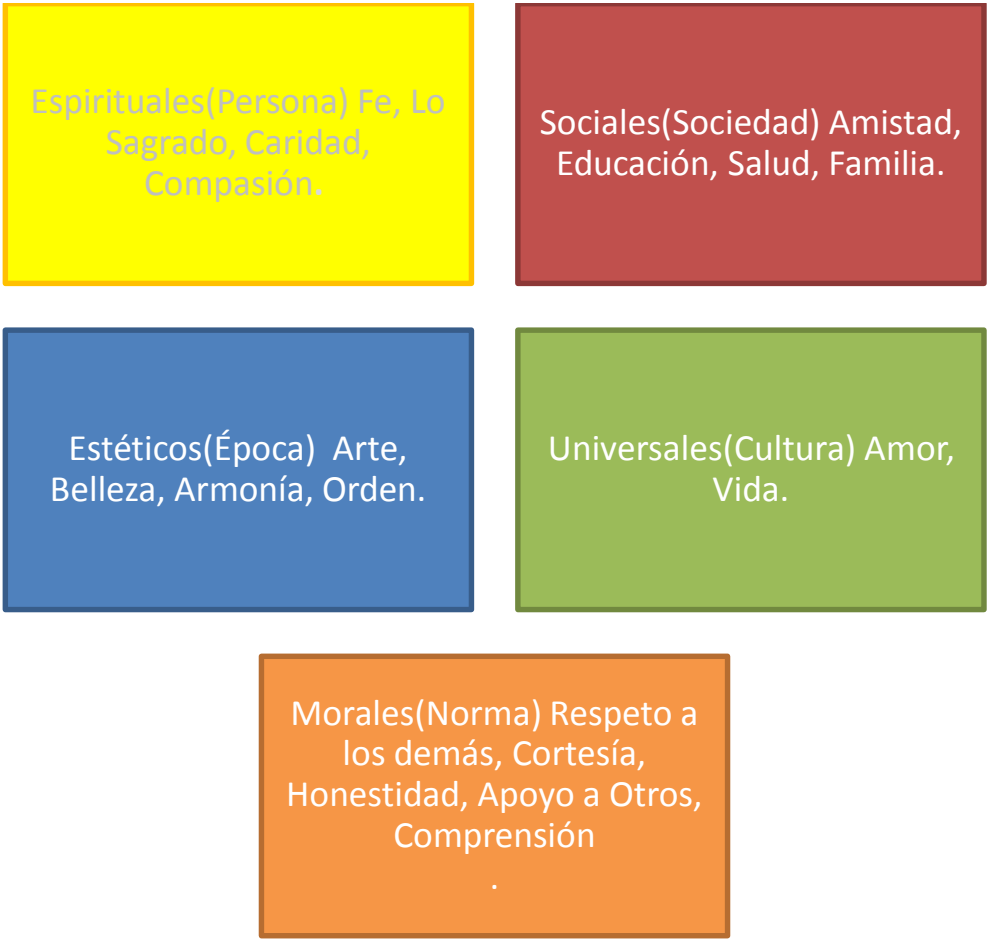 Espirituales(Persona) Fe, Lo
Sagrado, Caridad,
Compasión.
Sociales(Sociedad) Amistad,
Educación, Salud, Familia.
Estéticos(Época)  Arte,
Belleza, Armonía, Orden.
Universales(Cultura) Amor,
Vida.
Morales(Norma) Respeto a
los demás, Cortesía,
Honestidad, Apoyo a Otros,
Comprensión
.